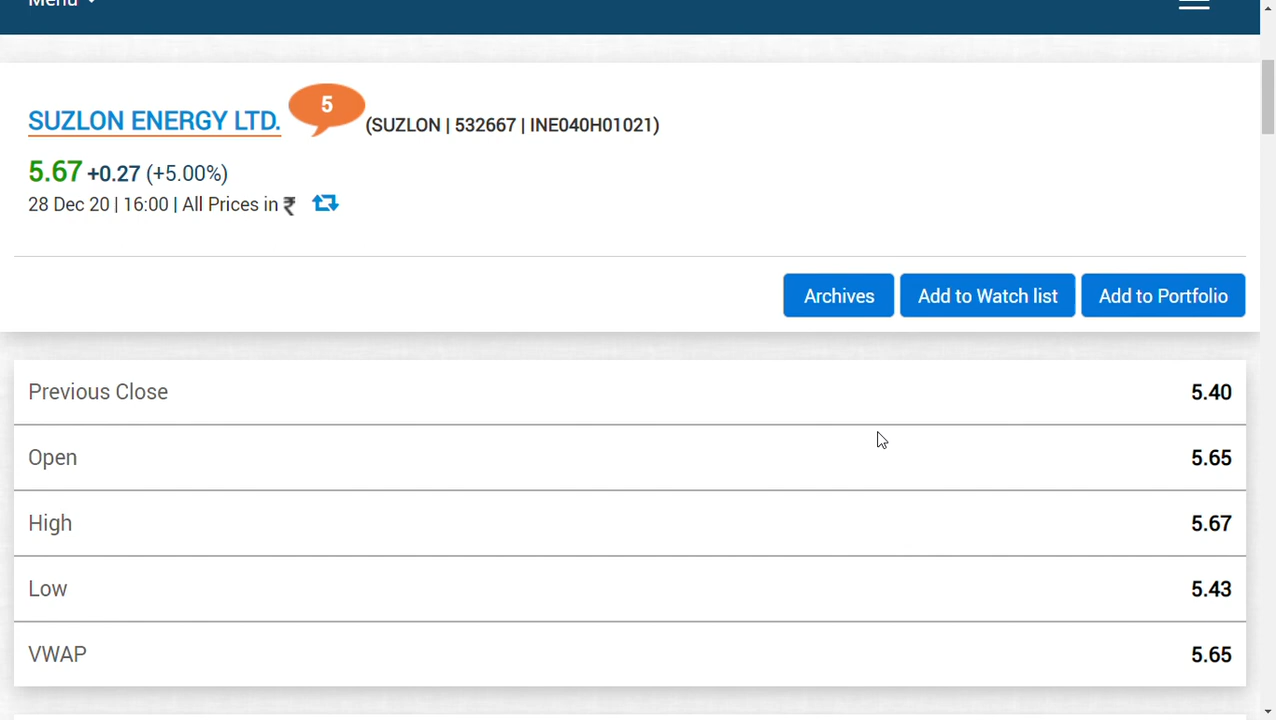 Menu
SUZLON ENERGY LTD. 5 (SUZLON | 532667 | INE040H01021)
5.67 +0.27 (+5.00%)
28 Dec 20 | 16:00 | All Prices in ₹
Archives Add to Watch list Add to Portfolio
Previous Close 5.40
Open 5.65
High 5.67
Low 5.43
VWAP 5.65